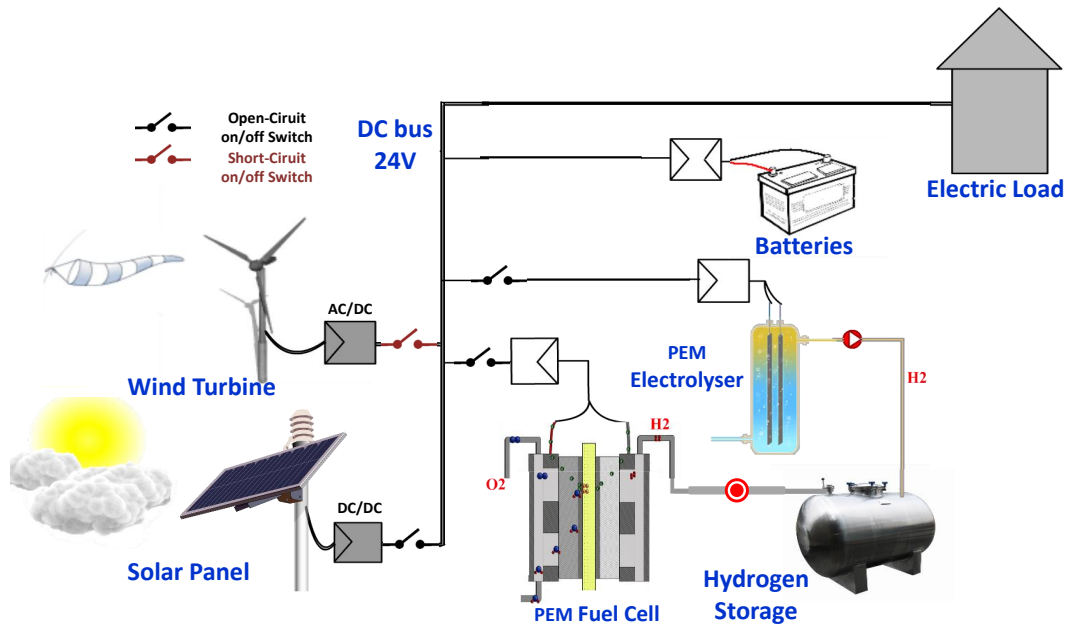 Open-Ciruit
on/off Switch
Short-Ciruit
on/off Switch
DC bus
24V
Electric Load
Batteries
AC/DC
Wind Turbine
PEM
Electrolyser
H2
H2
O2
DC/DC
Solar Panel
PEM Fuel Cell
Hydrogen
Storage